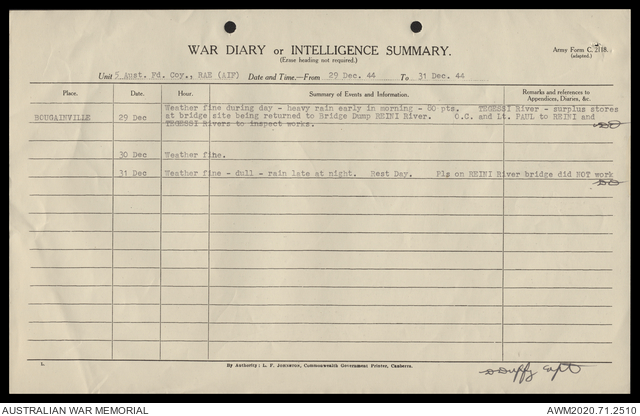 WAR DIARY or INTELLIGENCE SUMMARY.
(Erase heading not required.)
Army Form C. 2118.
(adapted.)
Unit 5 Aust. Fd. Coy., RAE (AIF) Date and Time.—From 29 Dec. 44 To 31 Dec. 44
Place. Date. Hour. Summary of Events and Information. Remarks and references to Appendices, Diaries, &c.
Weather fine during day - heavy rain early in morning - 80 pts. TEGESSI River - surplus stores
BOUGAINVILLE 29 Dec at bridge site being returned to Bridge Dump REINI River. O.C. and Lt. PAUL to REINI and
TEGESSI Rivers to inspect works.
30 Dec Weather fine.
31 Dec Weather fine - dull - rain late at night. Rest Day. Pls on REINI River bridge did NOT work
By Authority: L. F. Johnston, Commonwealth Government Printer, Canberra.
Duffy Capt
AUSTRALIAN WAR MEMORIAL AWM2020.71.2510